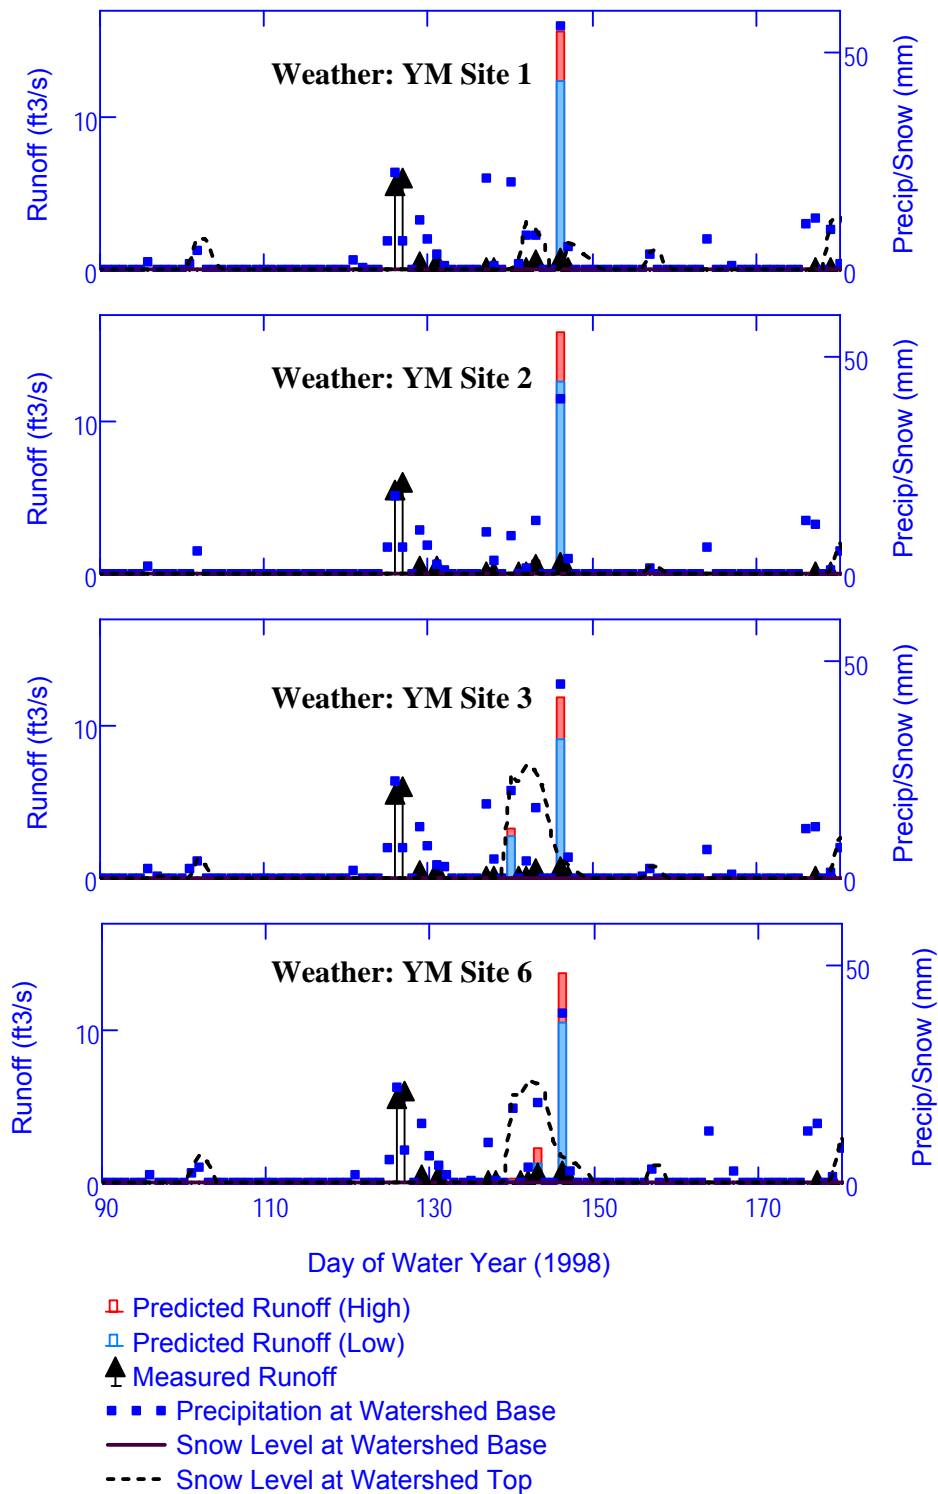 Weather: YM Site 1
Runoff (ft3/s)
Precip/Snow (mm)
10
0
50
0
Weather: YM Site 2
Runoff (ft3/s)
Precip/Snow (mm)
10
0
50
0
Weather: YM Site 3
Runoff (ft3/s)
Precip/Snow (mm)
10
0
50
0
Weather: YM Site 6
Runoff (ft3/s)
Precip/Snow (mm)
10
0
50
0
90 110 130 150 170
Day of Water Year (1998)
Predicted Runoff (High)
Predicted Runoff (Low)
Measured Runoff
Precipitation at Watershed Base
Snow Level at Watershed Base
Snow Level at Watershed Top